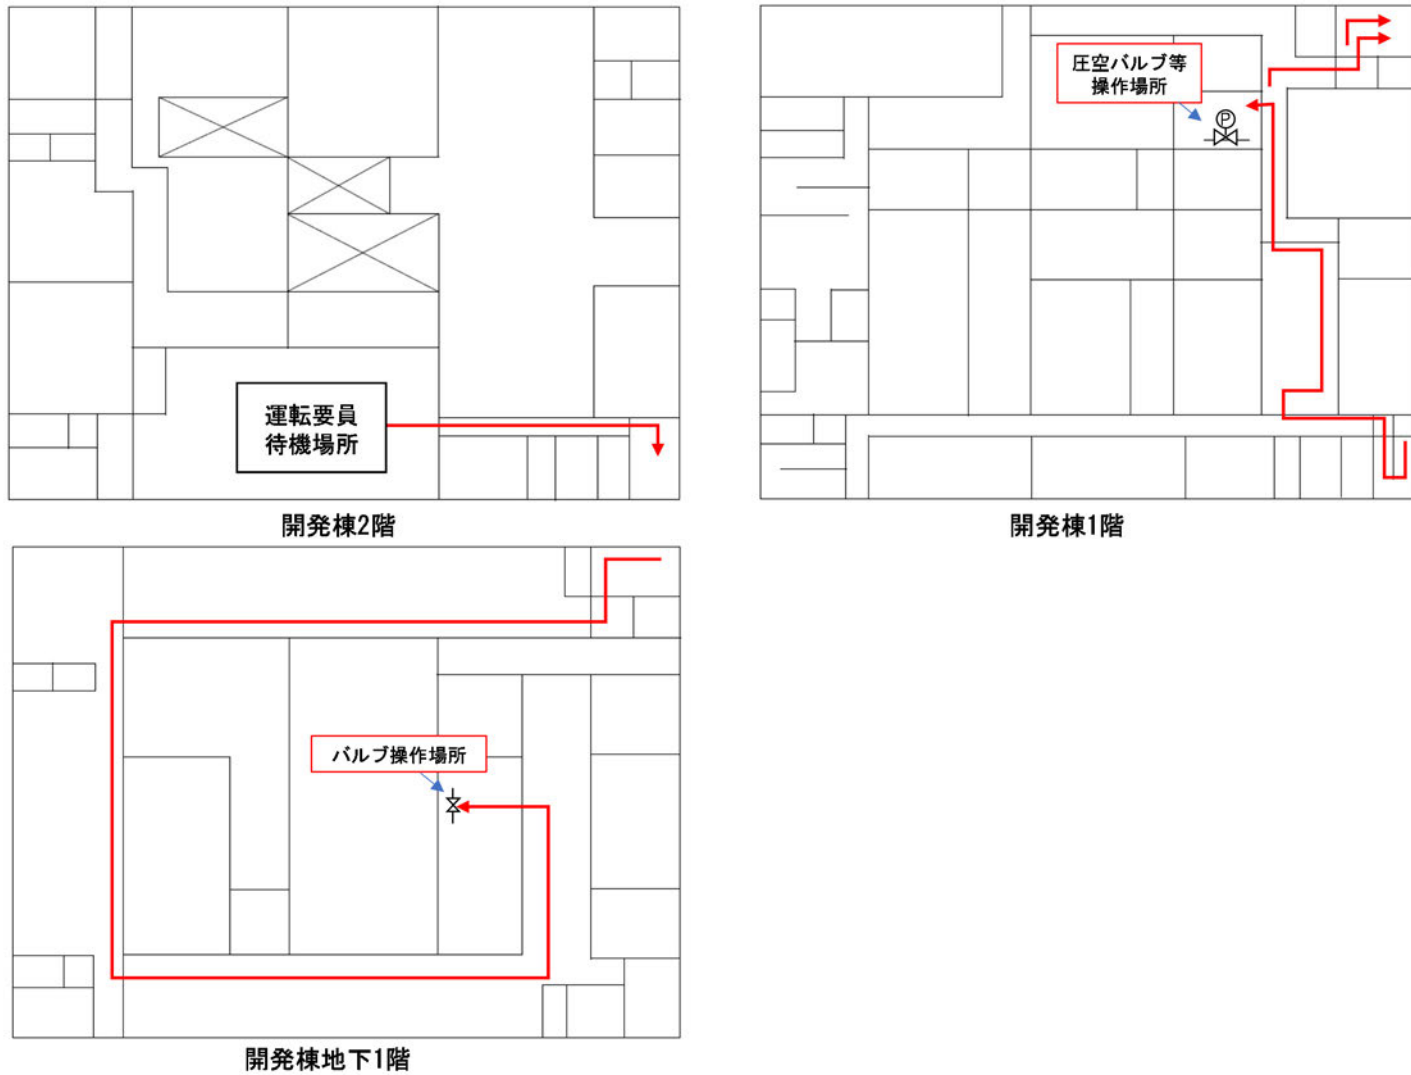 運転要員
待機場所
開発棟2階
圧空バルブ等
操作場所
P
開発棟1階
バルブ操作場所
開発棟地下1階